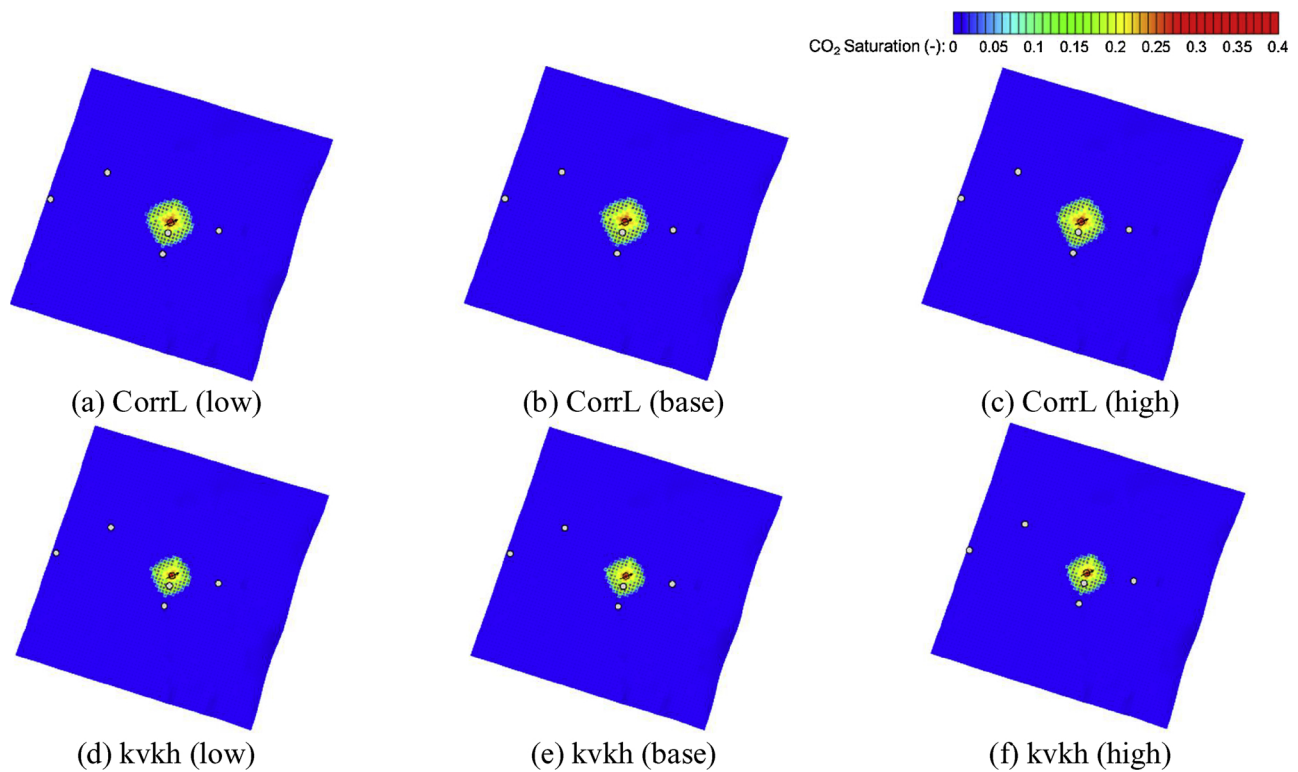 CO₂ Saturation (-): 0 0.05 0.1 0.15 0.2 0.25 0.3 0.35 0.4
(a) CorrL (low)
(b) CorrL (base)
(c) CorrL (high)
(d) kvkh (low)
(e) kvkh (base)
(f) kvkh (high)